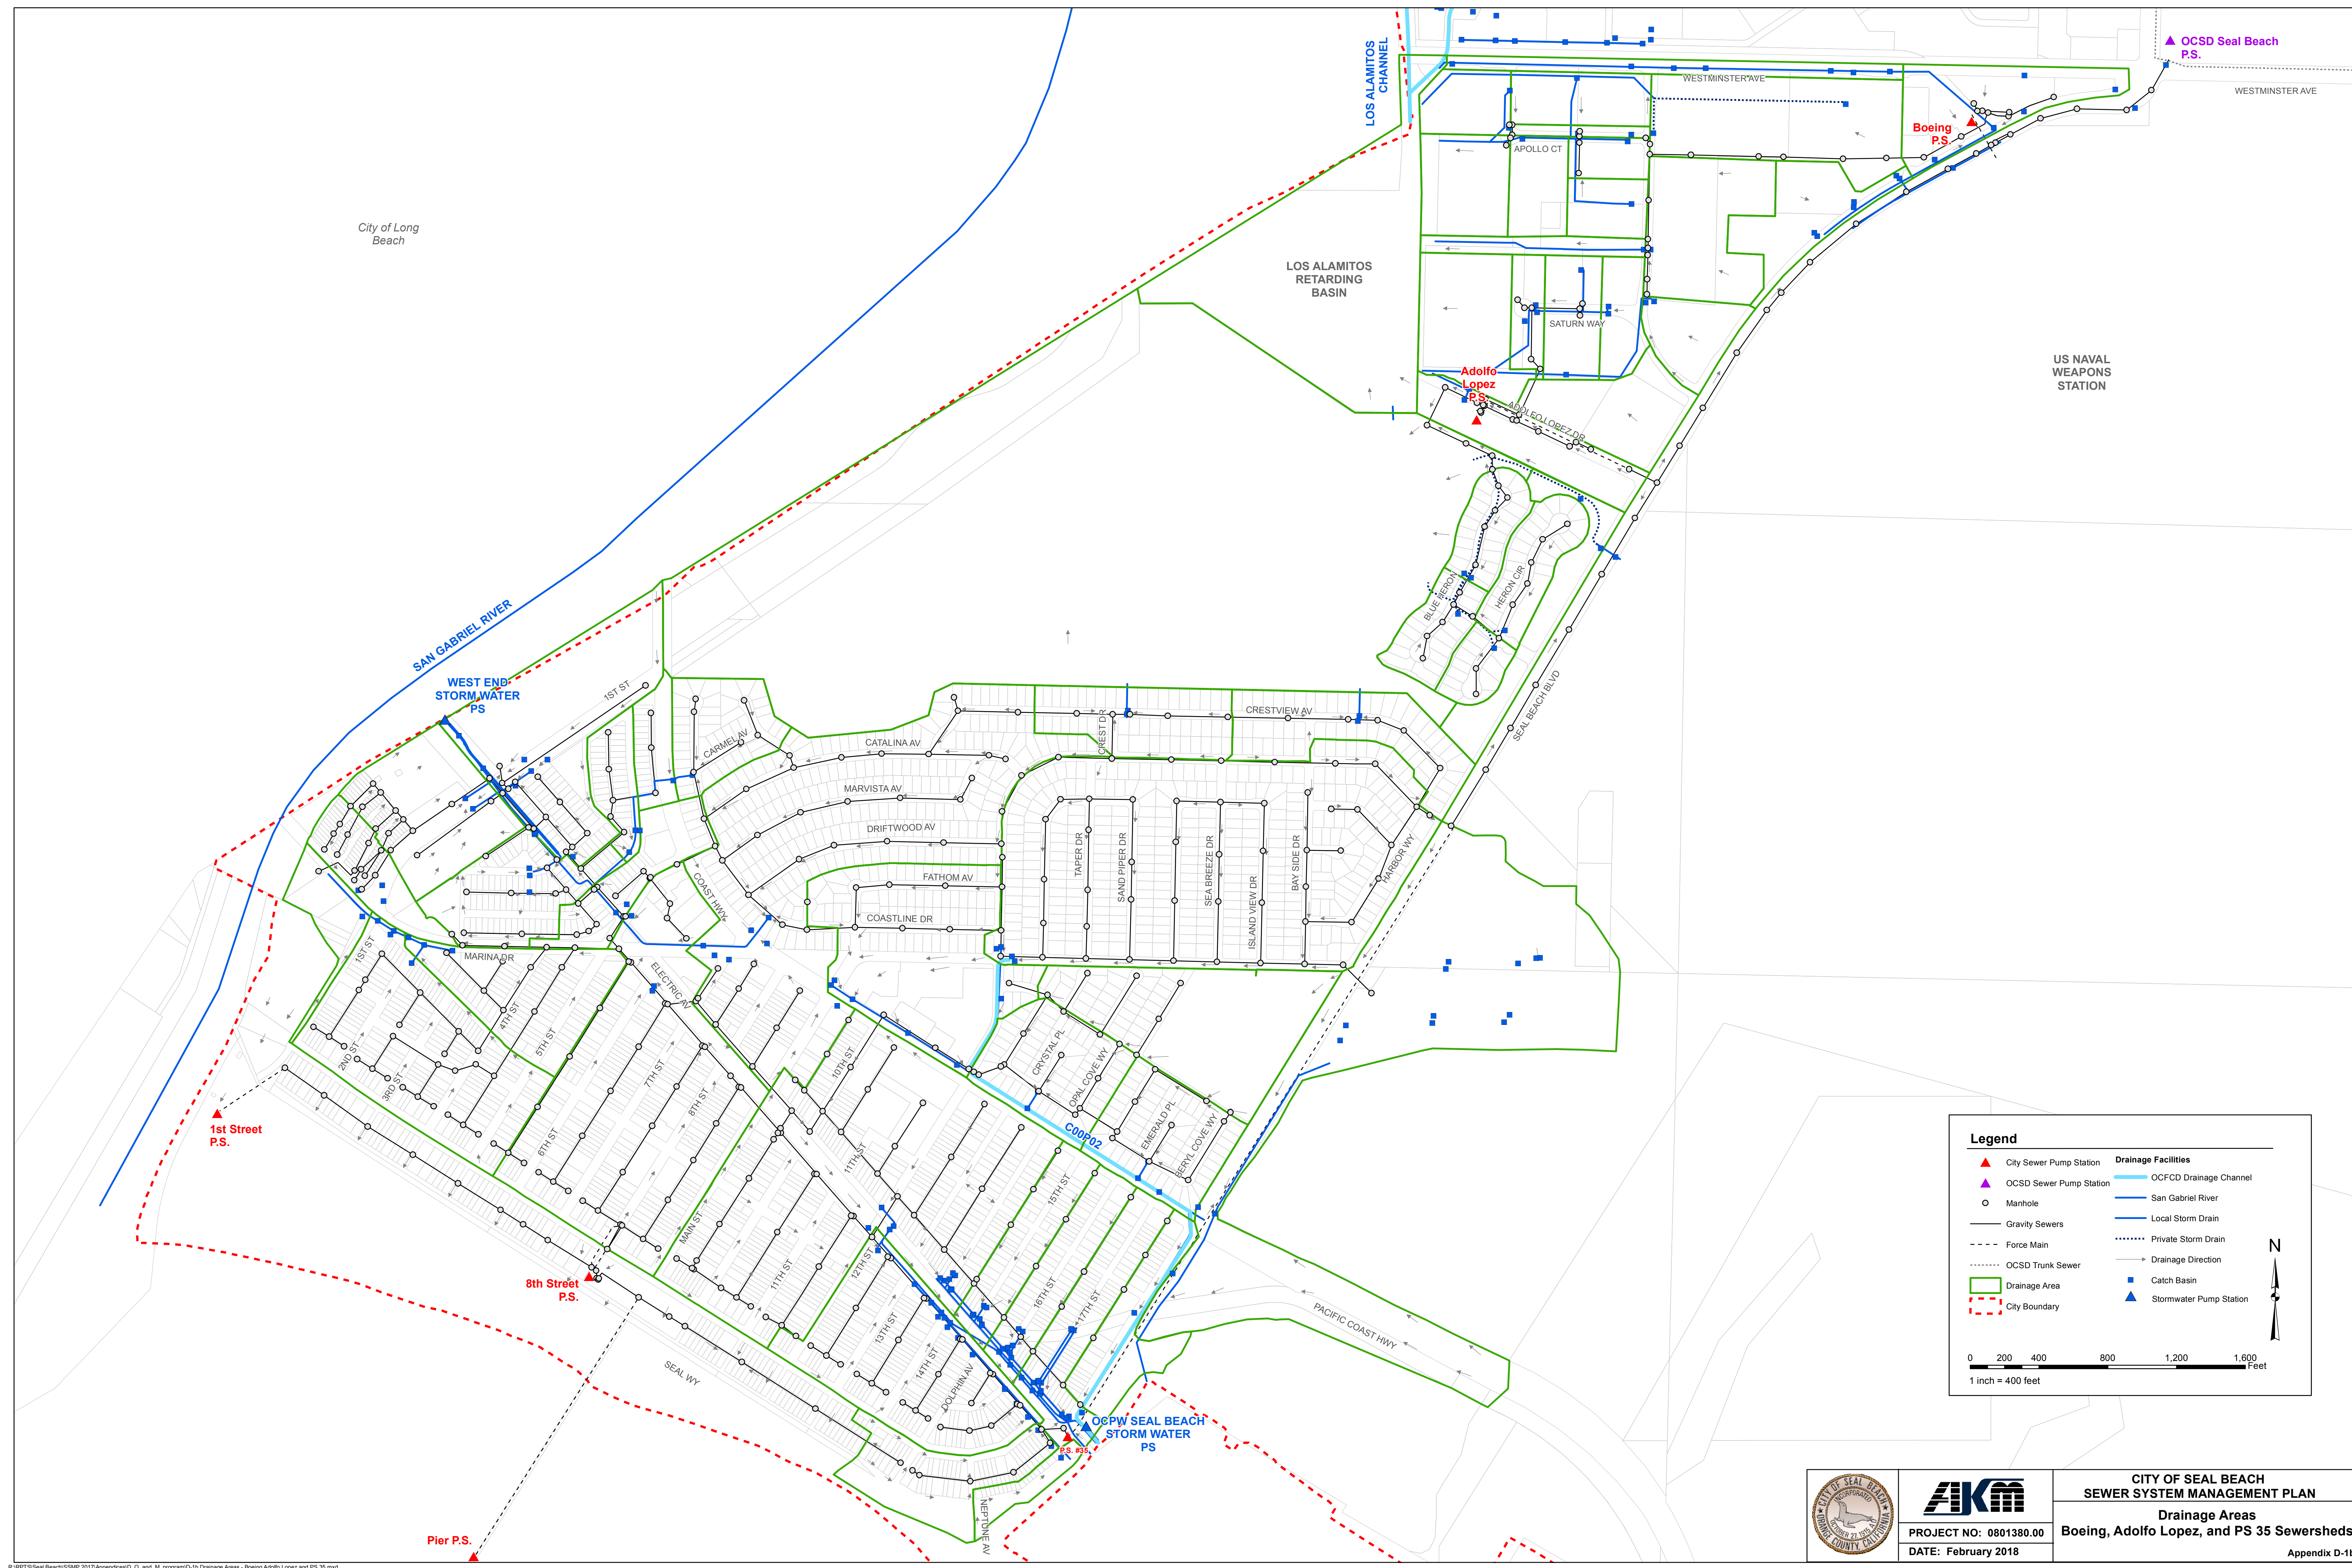 LOS ALAMITOS
CHANNEL
OCSD Seal Beach
P.S.
WESTMINSTER AVE
WESTMINSTER AVE
Boeing
P.S.
APOLLO CT
City of Long
Beach
LOS ALAMITOS
RETARDING
BASIN
SATURN WAY
US NAVAL
WEAPONS
STATION
Adolfo
Lopez
P.S.
ADOLFO LOPEZ DR
BLUE HERON
HERON CIR
SAN GABRIEL RIVER
WEST END
STORM WATER
PS
1ST ST
SEAL BEACH BLVD
CARMEL AV
CATALINA AV
CREST DR
CRESTVIEW AV
MARVISTA AV
DRIFTWOOD AV
FATHOM AV
COASTLINE DR
COAST HWY
TAPER DR
SAND PIPER DR
SEA BREEZE DR
ISLAND VIEW DR
BAY SIDE DR
HARBOR WY
1ST ST
MARINA DR
ELECTRIC AV
2ND ST
3RD ST
4TH ST
5TH ST
6TH ST
7TH ST
8TH ST
MAIN ST
10TH ST
11TH ST
11TH ST
12TH ST
13TH ST
14TH ST
DOLPHIN AV
15TH ST
16TH ST
17TH ST
CRYSTAL PL
OPAL COVE WY
EMERALD PL
BERYL COVE WY
C00P02
1st Street
P.S.
8th Street
P.S.
SEAL WY
PACIFIC COAST HWY
OCPW SEAL BEACH
STORM WATER
PS
P.S. #35
NEPTUNE AV
Pier P.S.
Legend
City Sewer Pump Station
OCSD Sewer Pump Station
Manhole
Gravity Sewers
Force Main
OCSD Trunk Sewer
Drainage Area
City Boundary
Drainage Facilities
OCFCD Drainage Channel
San Gabriel River
Local Storm Drain
Private Storm Drain
Drainage Direction
Catch Basin
Stormwater Pump Station
N
0 200 400 800 1,200 1,600
Feet
1 inch = 400 feet
CITY OF SEAL BEACH
INCORPORATED
OCTOBER 27, 1915
ORANGE COUNTY, CALIFORNIA
AKM
PROJECT NO: 0801380.00
DATE: February 2018
CITY OF SEAL BEACH
SEWER SYSTEM MANAGEMENT PLAN
Drainage Areas
Boeing, Adolfo Lopez, and PS 35 Sewersheds
Appendix D-1